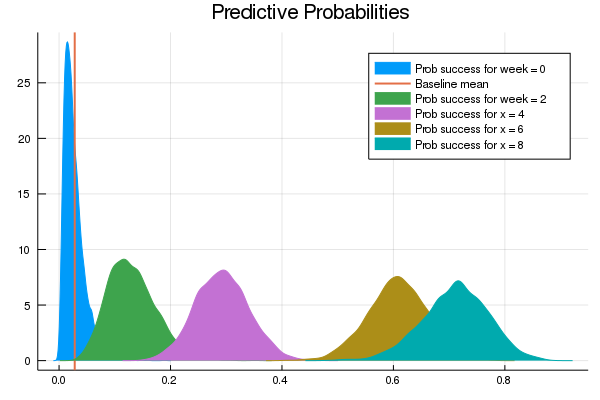 Predictive Probabilities
Prob success for week = 0
Baseline mean
Prob success for week = 2
Prob success for x = 4
Prob success for x = 6
Prob success for x = 8
25
20
15
10
5
0
0.0 0.2 0.4 0.6 0.8